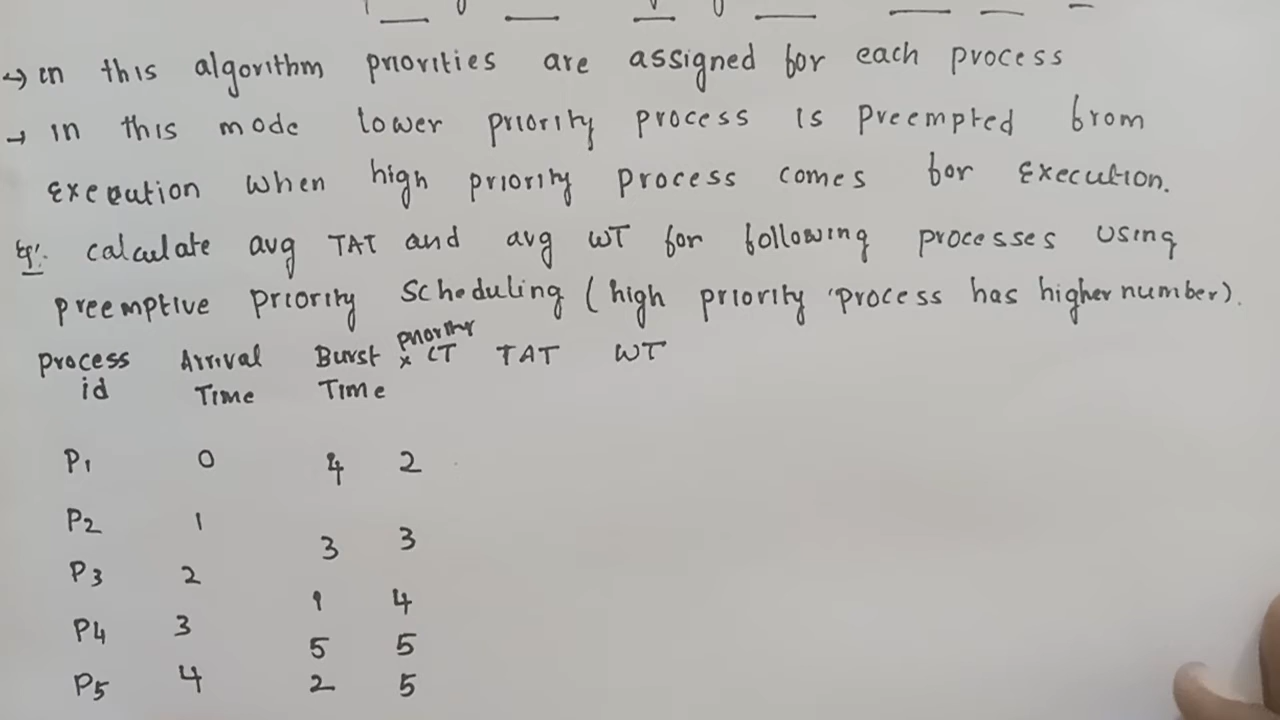 → in this algorithm priorities are assigned for each process
→ in this mode lower priority process is preempted from
execution when high priority process comes for execution.
Eg:- calculate avg TAT and avg WT for following processes using
preemptive priority scheduling (high priority process has higher number).
process id Arrival Time Burst Time priority CT TAT WT
P1 0 4 2
P2 1 3 3
P3 2 1 4
P4 3 5 5
P5 4 2 5